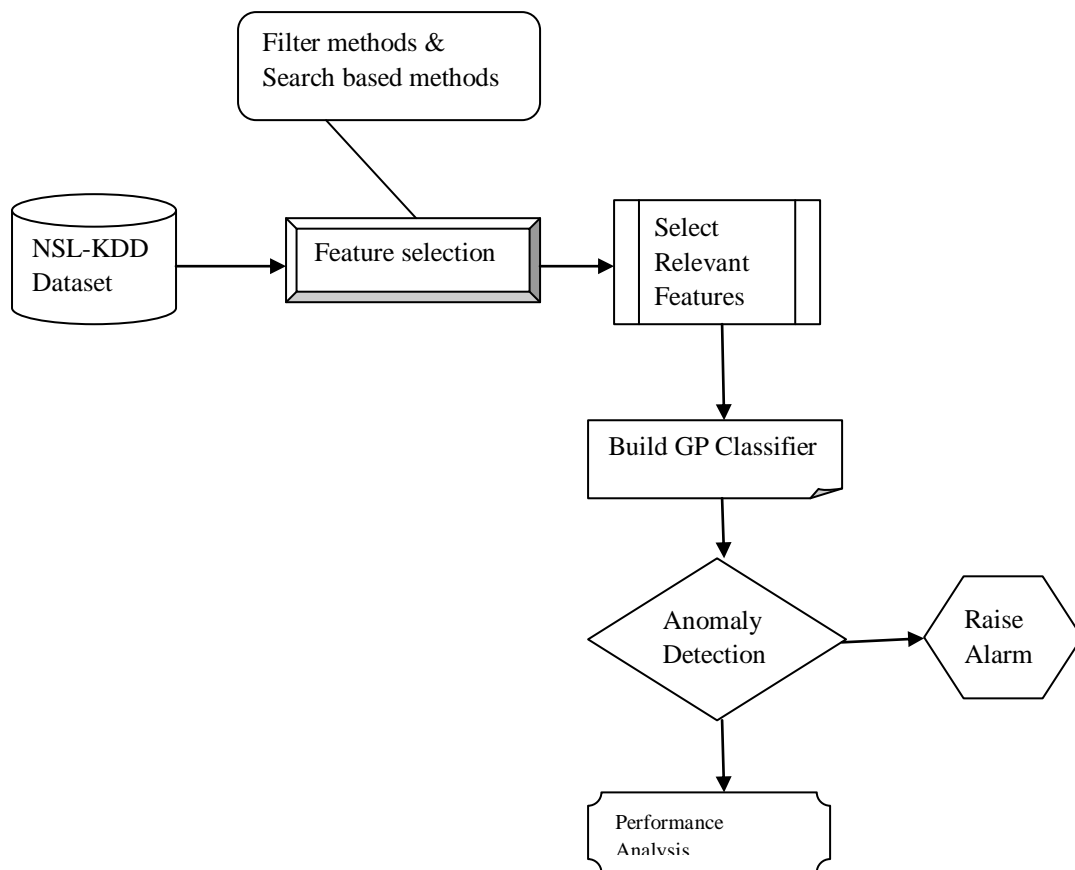 Filter methods &
Search based methods
NSL-KDD
Dataset
Feature selection
Select
Relevant
Features
Build GP Classifier
Anomaly
Detection
Raise
Alarm
Performance
Analysis